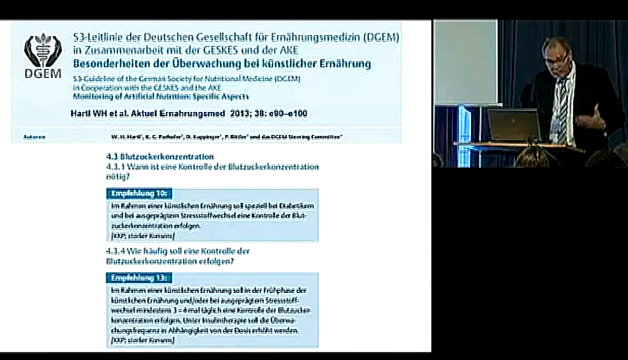 S3-Leitlinie der Deutschen Gesellschaft für Ernährungsmedizin (DGEM)
in Zusammenarbeit mit der GESKES und der AKE
Besonderheiten der Überwachung bei künstlicher Ernährung
DGEM
S3-Guideline of the German Society for Nutritional Medicine (DGEM)
in Cooperation with the GESKES and the AKE
Monitoring of Artificial Nutrition: Specific Aspects
Hartl WH et al. Aktuel Ernahrungsmed 2013; 38: e90–e100
Autoren
W. H. Hartl, K. G. Parhofer, D. Kuppinger, P. Rittler und das DGEM Steering Committee*
4.3 Blutzuckerkonzentration
4.3.1 Wann ist eine Kontrolle der Blutzuckerkonzentration
nötig?
Empfehlung 10:
Im Rahmen einer künstlichen Ernährung soll speziell bei Diabetikern
und bei ausgeprägtem Stressstoffwechsel eine Kontrolle der Blut-
zuckerkonzentration erfolgen.
[KKP; starker Konsens]
4.3.4 Wie häufig soll eine Kontrolle der
Blutzuckerkonzentration erfolgen?
Empfehlung 13:
Im Rahmen einer künstlichen Ernährung soll in der Frühphase der
künstlichen Ernährung und/oder bei ausgeprägtem Stressstoff-
wechsel mindestens 3–4 mal täglich eine Kontrolle der Blutzucker-
konzentration erfolgen. Unter Insulintherapie soll die Überwa-
chungsfrequenz in Abhängigkeit von der Dosis erhöht werden.
[KKP; starker Konsens]